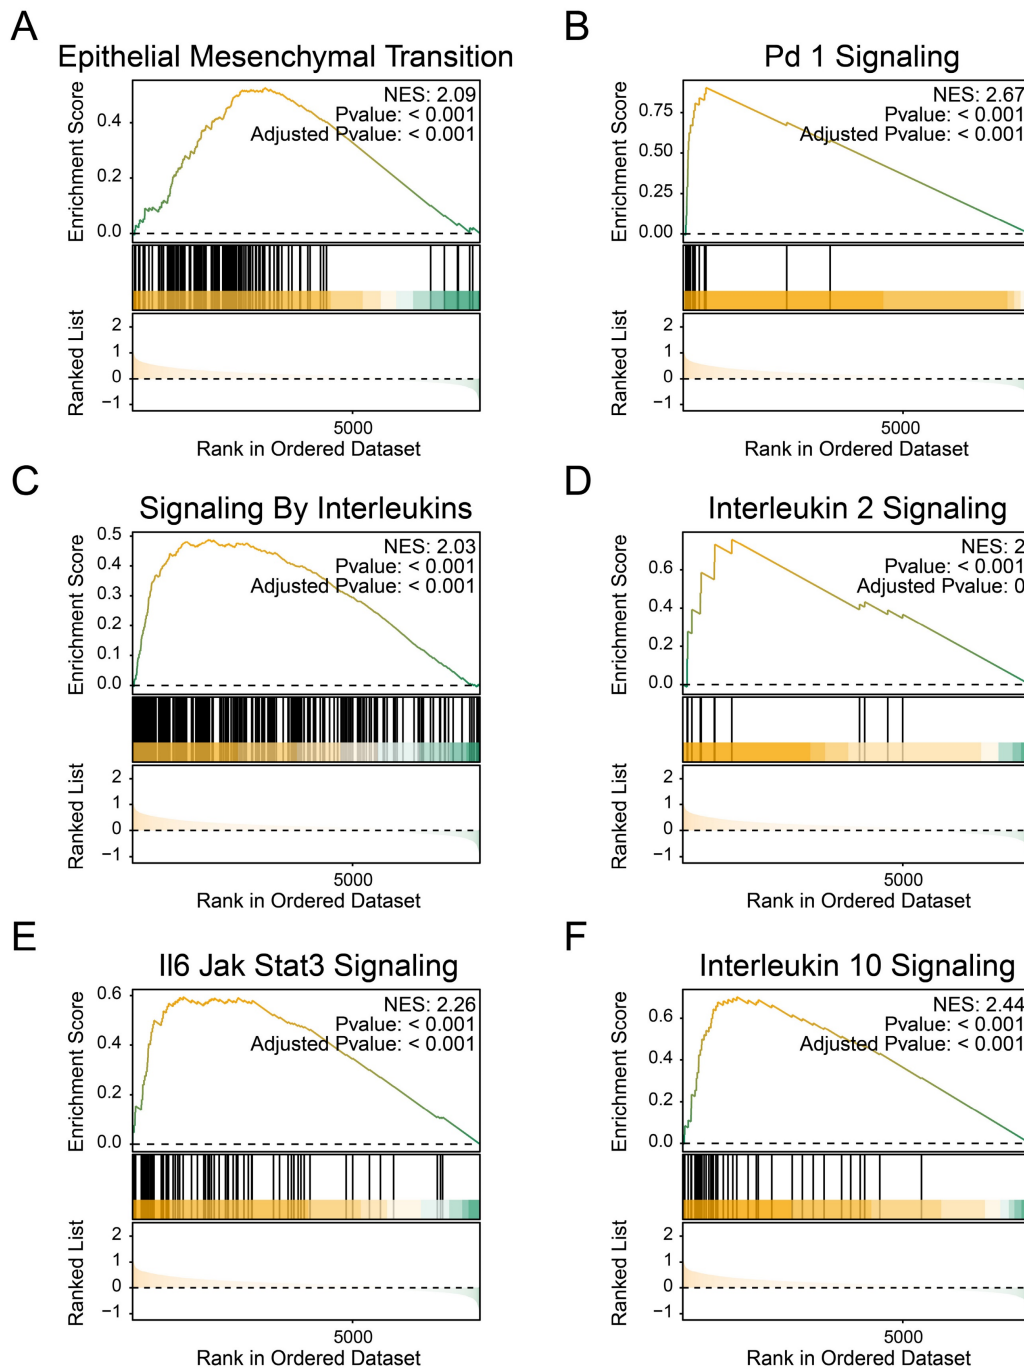 A
Epithelial Mesenchymal Transition
NES: 2.09
Pvalue: < 0.001
Adjusted Pvalue: < 0.001
Enrichment Score
0.4
0.2
0.0
Ranked List
2
1
0
−1
5000
Rank in Ordered Dataset
B
Pd 1 Signaling
NES: 2.67
Pvalue: < 0.001
Adjusted Pvalue: < 0.001
Enrichment Score
0.75
0.50
0.25
0.00
Ranked List
2
1
0
−1
5000
Rank in Ordered Dataset
C
Signaling By Interleukins
NES: 2.03
Pvalue: < 0.001
Adjusted Pvalue: < 0.001
Enrichment Score
0.5
0.4
0.3
0.2
0.1
0.0
Ranked List
2
1
0
−1
5000
Rank in Ordered Dataset
D
Interleukin 2 Signaling
NES: 2
Pvalue: < 0.001
Adjusted Pvalue: 0
Enrichment Score
0.6
0.4
0.2
0.0
Ranked List
2
1
0
−1
5000
Rank in Ordered Dataset
E
Il6 Jak Stat3 Signaling
NES: 2.26
Pvalue: < 0.001
Adjusted Pvalue: < 0.001
Enrichment Score
0.6
0.4
0.2
0.0
Ranked List
2
1
0
−1
5000
Rank in Ordered Dataset
F
Interleukin 10 Signaling
NES: 2.44
Pvalue: < 0.001
Adjusted Pvalue: < 0.001
Enrichment Score
0.6
0.4
0.2
0.0
Ranked List
2
1
0
−1
5000
Rank in Ordered Dataset